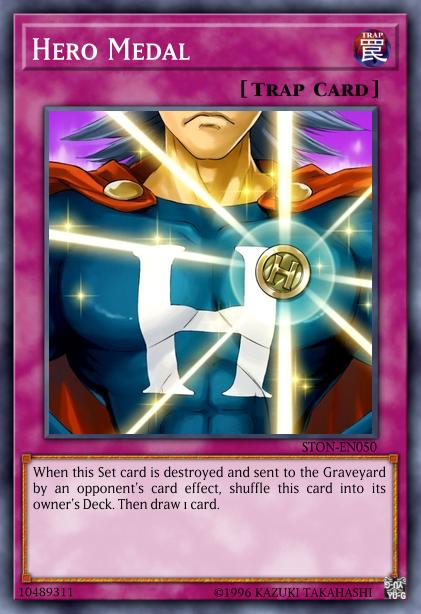 Hero Medal
TRAP
罠
[Trap Card]
H
H
STON-EN050
When this Set card is destroyed and sent to the Graveyard
by an opponent's card effect, shuffle this card into its
owner's Deck. Then draw 1 card.
10489311
©1996 KAZUKI TAKAHASHI